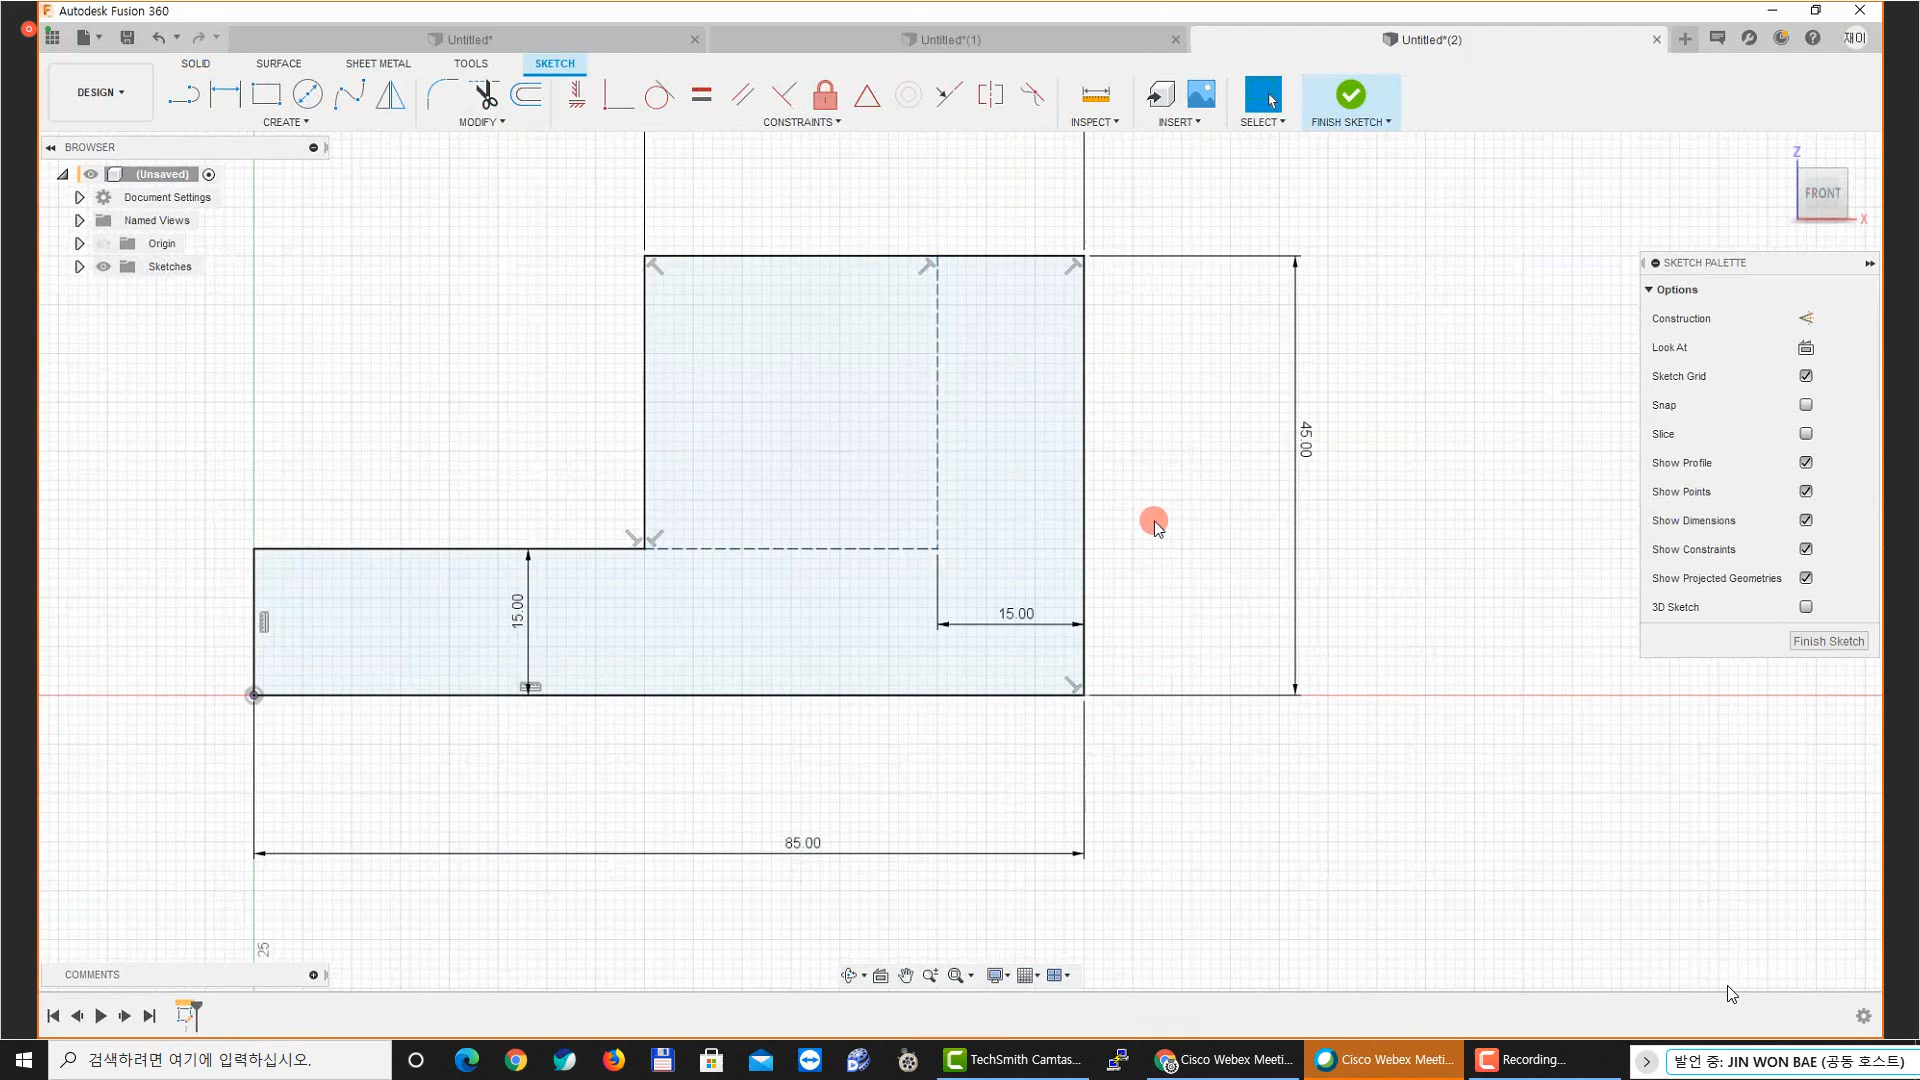 Autodesk Fusion 360
Untitled*
Untitled*(1)
Untitled*(2)
재이
SOLID
SURFACE
SHEET METAL
TOOLS
SKETCH
DESIGN
CREATE
MODIFY
CONSTRAINTS
INSPECT
INSERT
SELECT
FINISH SKETCH
BROWSER
(Unsaved)
Document Settings
Named Views
Origin
Sketches
Z
FRONT
X
SKETCH PALETTE
Options
Construction
Look At
Sketch Grid
Snap
Slice
Show Profile
Show Points
Show Dimensions
Show Constraints
Show Projected Geometries
3D Sketch
Finish Sketch
45.00
15.00
15.00
85.00
25
COMMENTS
검색하려면 여기에 입력하십시오.
TechSmith Camtas...
Cisco Webex Meeti...
Cisco Webex Meeti...
Recording...
발언 중: JIN WON BAE (공동 호스트)